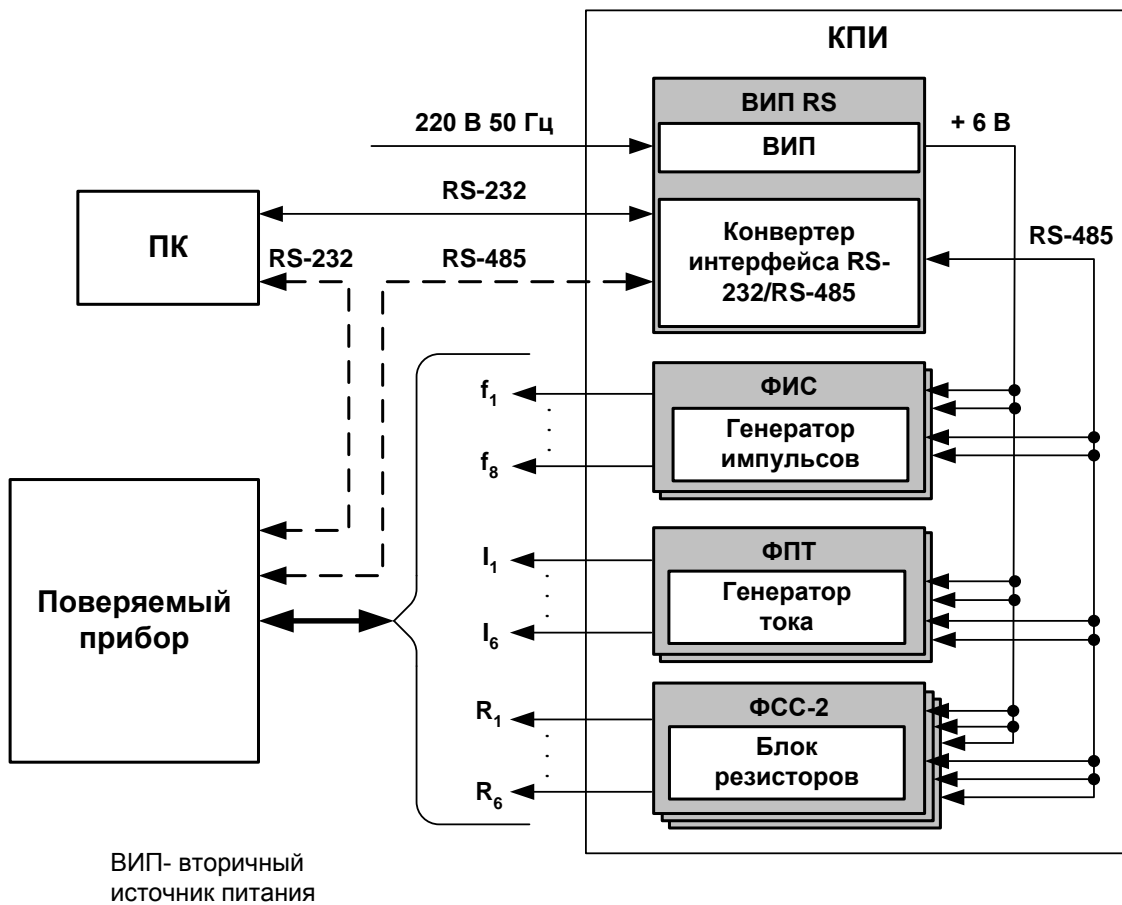 КПИ
ВИП RS
220 В 50 Гц
+ 6 В
ВИП
RS-232
ПК
Конвертер
интерфейса RS-
232/RS-485
RS-485
RS-232
RS-485
ФИС
f1
Генератор
импульсов
f8
ФПТ
I1
Генератор
тока
I6
Поверяемый
прибор
ФСС-2
R1
Блок
резисторов
R6
ВИП- вторичный
источник питания